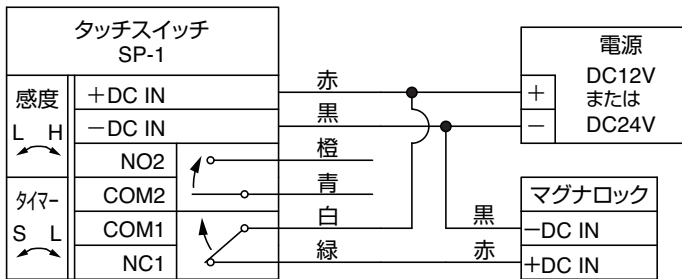 タッチスイッチ
SP-1
感度
L H
タイマー
S L
+DC IN
−DC IN
NO2
COM2
COM1
NC1
赤
黒
橙
青
白
緑
黒
赤
電源
DC12V
または
DC24V
+
−
マグナロック
−DC IN
+DC IN